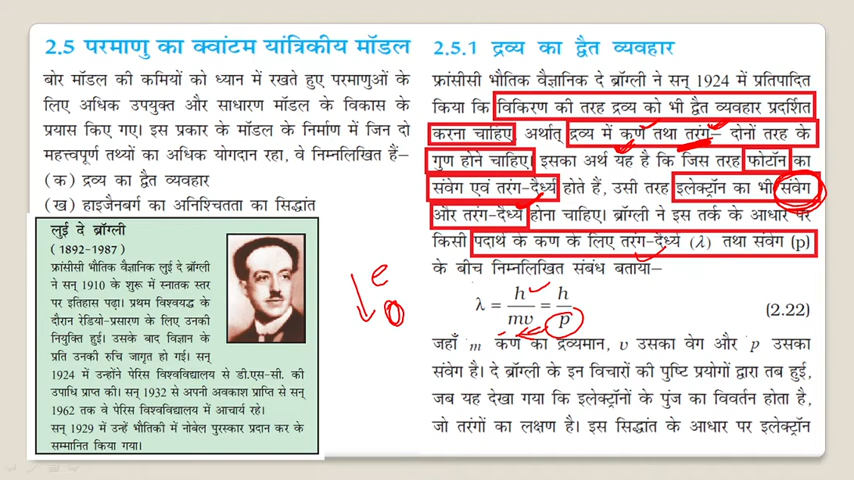 2.5 परमाणु का क्वांटम यांत्रिकीय मॉडल
बोर मॉडल की कमियों को ध्यान में रखते हुए परमाणुओं के
लिए अधिक उपयुक्त और साधारण मॉडल के विकास के
प्रयास किए गए। इस प्रकार के मॉडल के निर्माण में जिन दो
महत्त्वपूर्ण तथ्यों का अधिक योगदान रहा, वे निम्नलिखित हैं–
(क) द्रव्य का द्वैत व्यवहार
(ख) हाइजेनबर्ग का अनिश्चितता का सिद्धांत
लुई दे ब्रॉग्ली
(1892-1987)
फ्रांसीसी भौतिक वैज्ञानिक लुई दे ब्रॉग्ली
ने सन् 1910 के शुरू में स्नातक स्तर
पर इतिहास पढ़ा। प्रथम विश्वयुद्ध के
दौरान रेडियो-प्रसारण के लिए उनकी
नियुक्ति हुई। उसके बाद विज्ञान के
प्रति उनकी रुचि जागृत हो गई। सन्
1924 में उन्होंने पेरिस विश्वविद्यालय से डी.एस-सी. की
उपाधि प्राप्त की। सन् 1932 से अपनी अवकाश प्राप्ति से सन्
1962 तक वे पेरिस विश्वविद्यालय में आचार्य रहे।
सन् 1929 में उन्हें भौतिकी में नोबेल पुरस्कार प्रदान कर के
सम्मानित किया गया।
e
2.5.1 द्रव्य का द्वैत व्यवहार
फ्रांसीसी भौतिक वैज्ञानिक दे ब्रॉग्ली ने सन् 1924 में प्रतिपादित
किया कि विकिरण की तरह द्रव्य को भी द्वैत व्यवहार प्रदर्शित
करना चाहिए, अर्थात् द्रव्य में कण तथा तरंग– दोनों तरह के
गुण होने चाहिए। इसका अर्थ यह है कि जिस तरह फोटॉन का
संवेग एवं तरंग-दैर्ध्य होते हैं, उसी तरह इलेक्ट्रॉन का भी संवेग
और तरंग-दैर्ध्य होना चाहिए। ब्रॉग्ली ने इस तर्क के आधार पर
किसी पदार्थ के कण के लिए तरंग-दैर्ध्य (λ) तथा संवेग (p)
के बीच निम्नलिखित संबंध बताया–
λ = h/mv = h/p (2.22)
जहाँ m कण का द्रव्यमान, υ उसका वेग और p उसका
संवेग है। दे ब्रॉग्ली के इन विचारों की पुष्टि प्रयोगों द्वारा तब हुई,
जब यह देखा गया कि इलेक्ट्रॉनों के पुंज का विवर्तन होता है,
जो तरंगों का लक्षण है। इस सिद्धांत के आधार पर इलेक्ट्रॉन